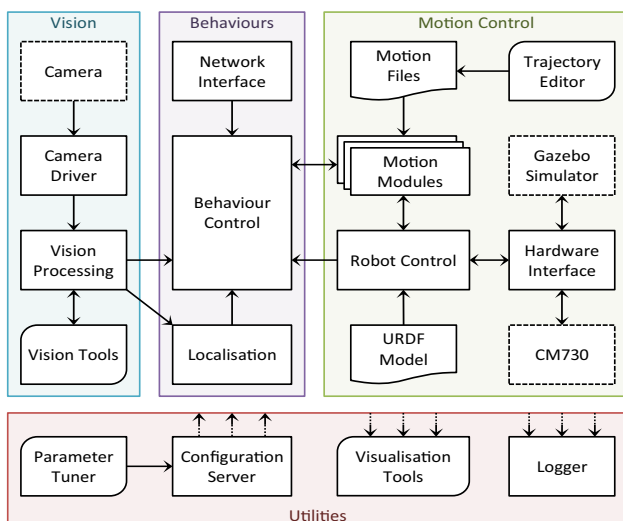 Vision
Behaviours
Motion Control
Camera
Network
Interface
Motion
Files
Trajectory
Editor
Camera
Driver
Behaviour
Control
Motion
Modules
Gazebo
Simulator
Vision
Processing
Robot Control
Hardware
Interface
Vision Tools
Localisation
URDF
Model
CM730
Parameter
Tuner
Configuration
Server
Visualisation
Tools
Logger
Utilities